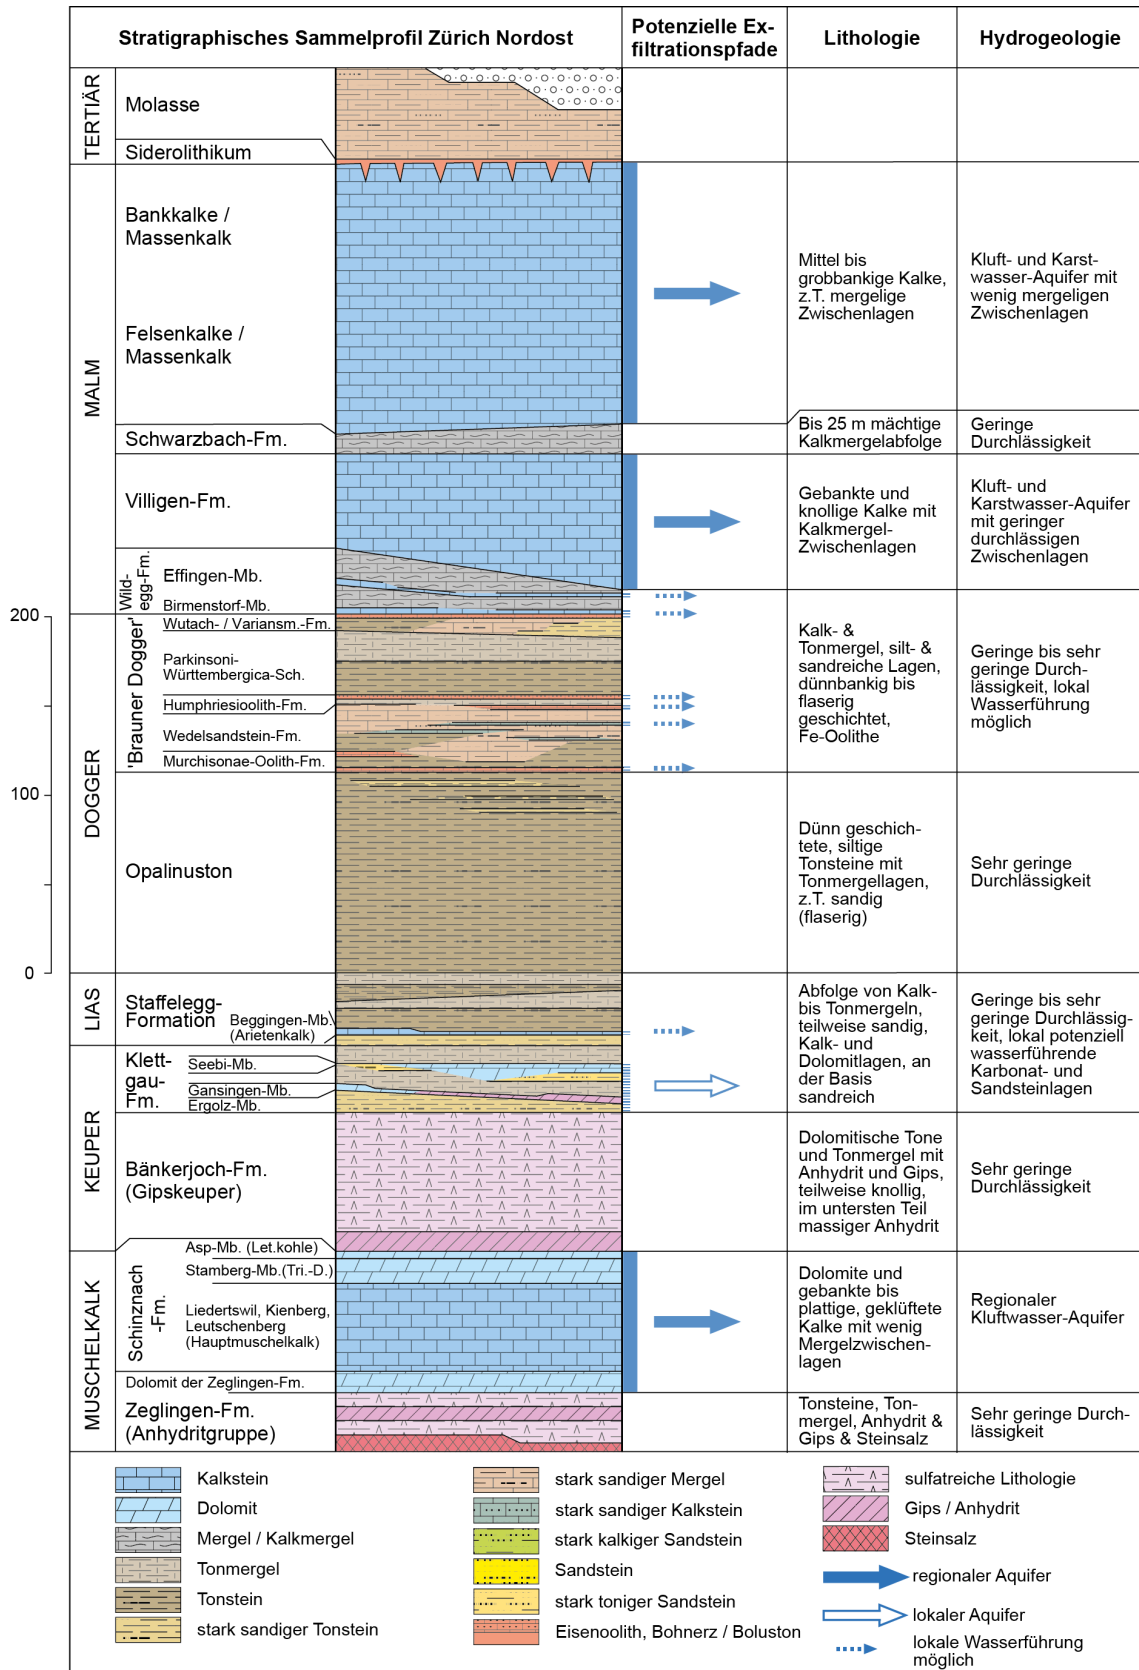 Stratigraphisches Sammelprofil Zürich Nordost
Potenzielle Ex-
filtrationspfade
Lithologie
Hydrogeologie
TERTIÄR
Molasse
Siderolithikum
MALM
Bankkalke /
Massenkalk
Felsenkalke /
Massenkalk
Mittel bis
grobbankige Kalke,
z.T. mergelige
Zwischenlagen
Kluft- und Karst-
wasser-Aquifer mit
wenig mergeligen
Zwischenlagen
Schwarzbach-Fm.
Bis 25 m mächtige
Kalkmergelabfolge
Geringe
Durchlässigkeit
Villigen-Fm.
Gebankte und
knollige Kalke mit
Kalkmergel-
Zwischenlagen
Kluft- und
Karstwasser-Aquifer
mit geringer
durchlässigen
Zwischenlagen
Wild-
egg-Fm.
Effingen-Mb.
Birmenstorf-Mb.
200
100
0
DOGGER
'Brauner Dogger'
Wutach- / Variansm.-Fm.
Parkinsoni-
Württembergica-Sch.
Humphriesioolith-Fm.
Wedelsandstein-Fm.
Murchisonae-Oolith-Fm.
Kalk- &
Tonmergel, silt- &
sandreiche Lagen,
dünnbankig bis
flaserig
geschichtet,
Fe-Oolithe
Geringe bis sehr
geringe Durch-
lässigkeit, lokal
Wasserführung
möglich
Opalinuston
Dünn geschich-
tete, siltige
Tonsteine mit
Tonmergellagen,
z.T. sandig
(flaserig)
Sehr geringe
Durchlässigkeit
LIAS
Staffelegg-
Formation
Beggingen-Mb.
(Arietenkalk)
Abfolge von Kalk-
bis Tonmergeln,
teilweise sandig,
Kalk- und
Dolomitlagen, an
der Basis
sandreich
Geringe bis sehr
geringe Durchlässig-
keit, lokal potenziell
wasserführende
Karbonat- und
Sandsteinlagen
KEUPER
Klett-
gau-
Fm.
Seebi-Mb.
Gansingen-Mb.
Ergolz-Mb.
Bänkerjoch-Fm.
(Gipskeuper)
Dolomitische Tone
und Tonmergel mit
Anhydrit und Gips,
teilweise knollig,
im untersten Teil
massiger Anhydrit
Sehr geringe
Durchlässigkeit
MUSCHELKALK
Asp-Mb. (Let.kohle)
Schinznach
-Fm.
Stamberg-Mb.(Tri.-D.)
Liedertswil, Kienberg,
Leutschenberg
(Hauptmuschelkalk)
Dolomit der Zeglingen-Fm.
Dolomite und
gebankte bis
plattige, geklüftete
Kalke mit wenig
Mergelzwischen-
lagen
Regionaler
Kluftwasser-Aquifer
Zeglingen-Fm.
(Anhydritgruppe)
Tonsteine, Ton-
mergel, Anhydrit &
Gips & Steinsalz
Sehr geringe Durch-
lässigkeit
Kalkstein
Dolomit
Mergel / Kalkmergel
Tonmergel
Tonstein
stark sandiger Tonstein
stark sandiger Mergel
stark sandiger Kalkstein
stark kalkiger Sandstein
Sandstein
stark toniger Sandstein
Eisenoolith, Bohnerz / Boluston
sulfatreiche Lithologie
Gips / Anhydrit
Steinsalz
regionaler Aquifer
lokaler Aquifer
lokale Wasserführung
möglich